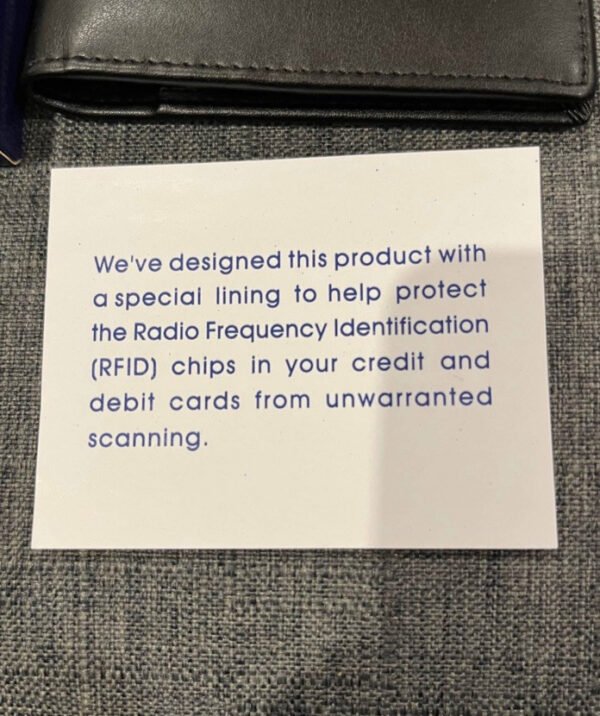 We've designed this product with
a special lining to help protect
the Radio Frequency Identification
(RFID) chips in your credit and
debit cards from unwarranted
scanning.